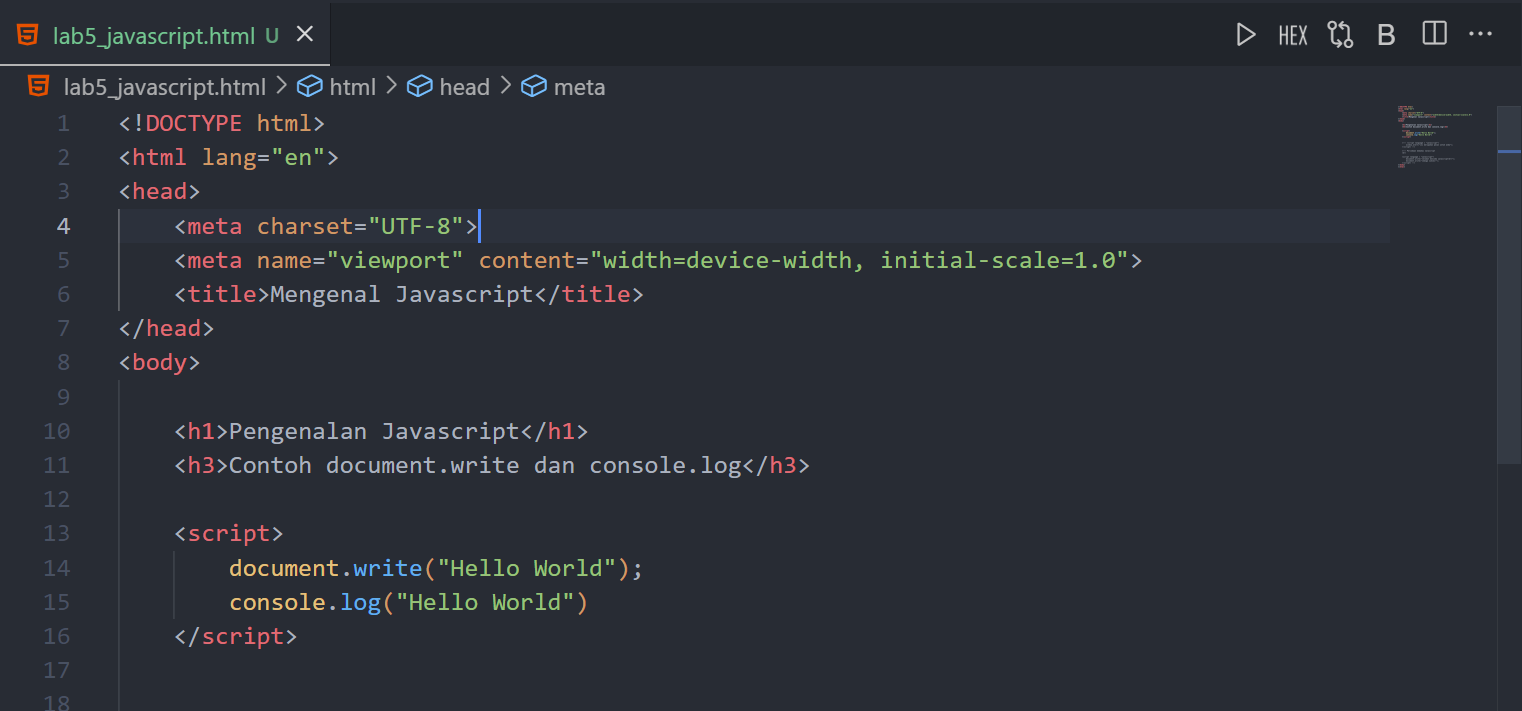 lab5_javascript.html U
HEX B
lab5_javascript.html > html > head > meta
1 <!DOCTYPE html>
2 <html lang="en">
3 <head>
4     <meta charset="UTF-8">
5     <meta name="viewport" content="width=device-width, initial-scale=1.0">
6     <title>Mengenal Javascript</title>
7 </head>
8 <body>
9
10     <h1>Pengenalan Javascript</h1>
11     <h3>Contoh document.write dan console.log</h3>
12
13     <script>
14         document.write("Hello World");
15         console.log("Hello World")
16     </script>
17
18